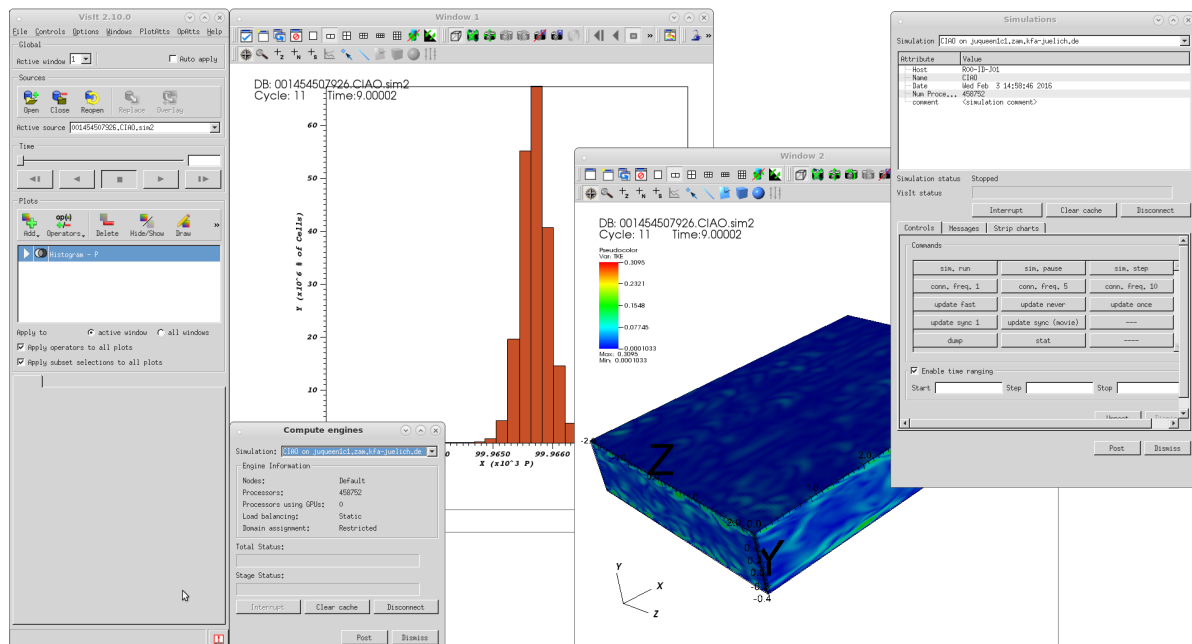 VisIt 2.10.0
File Controls Options Windows PlotAtts OpAtts Help
Global
Active window 1
Auto apply
Sources
Open Close Reopen Replace Overlay
Active source 001454507926.CIAO.sim2
Time
Plots
Add Operators Delete Hide/Show Draw »
Histogram - P
Apply to active window all windows
Apply operators to all plots
Apply subset selections to all plots
Window 1
DB: 001454507926.CIAO.sim2
Cycle: 11 Time:9.00002
60
50
40
30
20
10
Y (x10^6 % of Cells)
99.9650 99.9660
X (x10^3 P)
Compute engines
Simulation: CIAO on juqueen1c1.zam.kfa-juelich.de
Engine Information
Nodes: Default
Processors: 458752
Processors using GPUs: 0
Load balancing: Static
Domain assignment: Restricted
Total Status:
Stage Status:
Interrupt Clear cache Disconnect
Post Dismiss
Window 2
DB: 001454507926.CIAO.sim2
Cycle: 11 Time:9.00002
Pseudocolor
Var: TKE
0.3095
0.2321
0.1548
0.07745
0.0001033
Max: 0.3095
Min: 0.0001033
Z
Y
-0.4
Y
X
Z
Simulations
Simulation CIAO on juqueen1c1.zam.kfa-juelich.de
Attribute Value
Host R00-ID-J01
Name CIAO
Date Wed Feb 3 14:58:46 2016
Num Proce... 458752
comment <simulation comment>
Simulation status Stopped
VisIt status
Interrupt Clear cache Disconnect
Controls Messages Strip charts
Commands
sim. run sim. pause sim. step
conn. freq. 1 conn. freq. 5 conn. freq. 10
update fast update never update once
update sync 1 update sync (movie) ---
dump stat ----
Enable time ranging
Start Step Stop
Post Dismiss